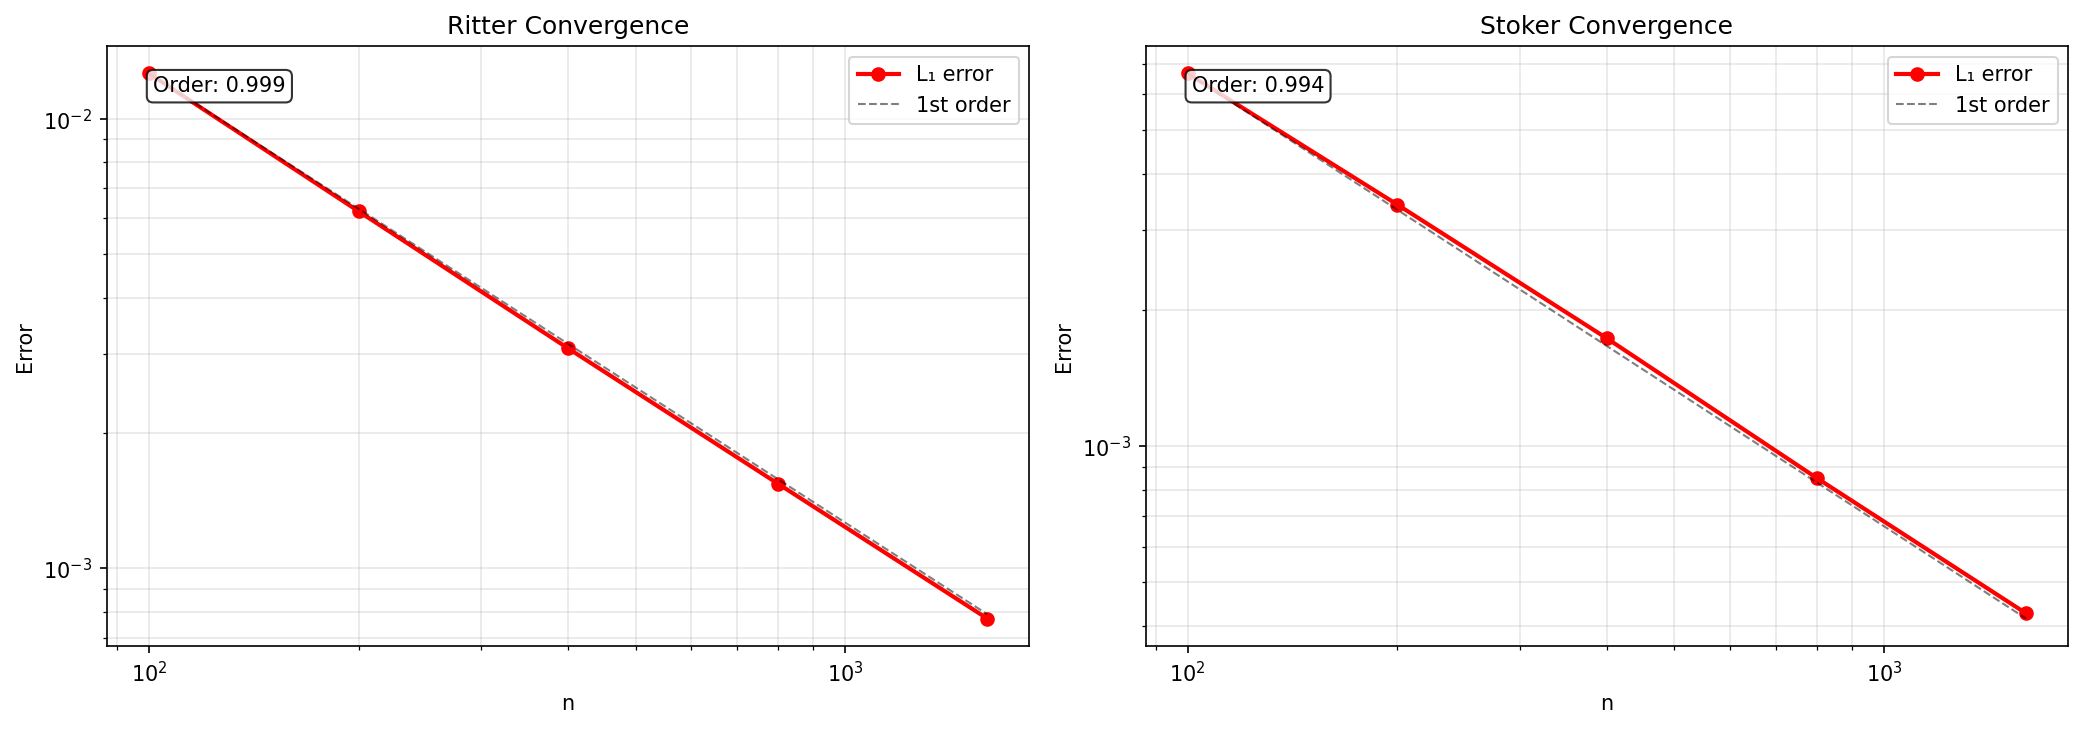 Ritter Convergence
Order: 0.999
L₁ error
1st order
10⁻²
10⁻³
Error
10²
10³
n
Stoker Convergence
Order: 0.994
L₁ error
1st order
10⁻³
Error
10²
10³
n